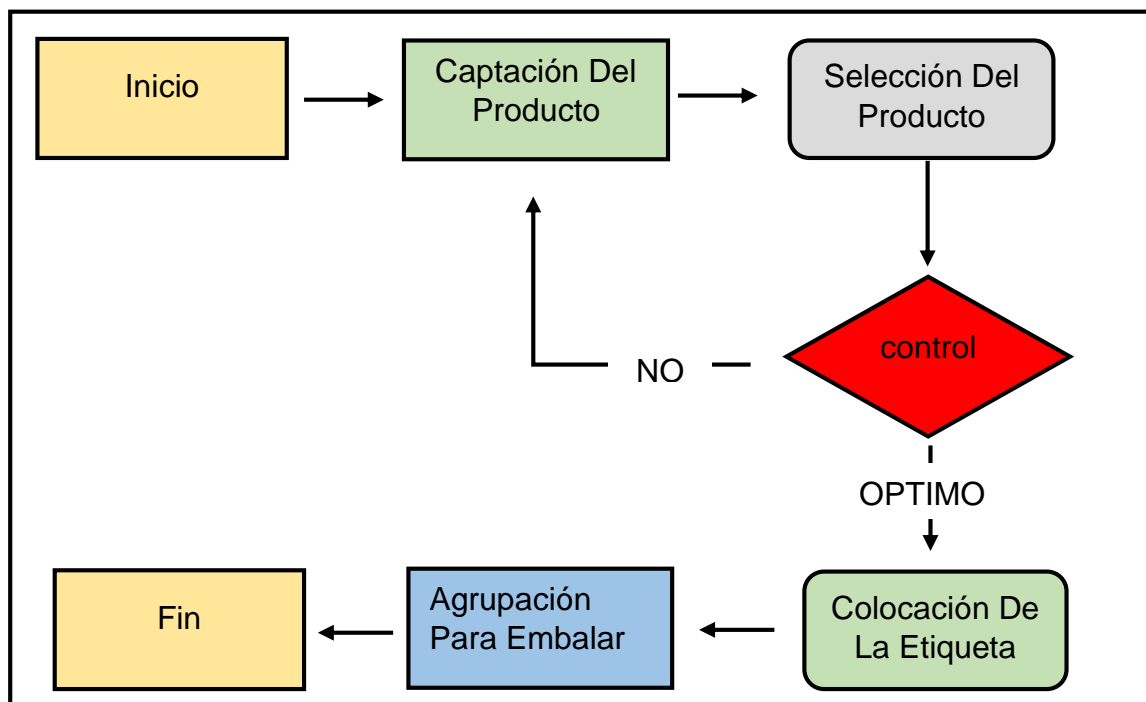 Inicio
Captación Del
Producto
Selección Del
Producto
control
NO
OPTIMO
Colocación De
La Etiqueta
Agrupación
Para Embalar
Fin